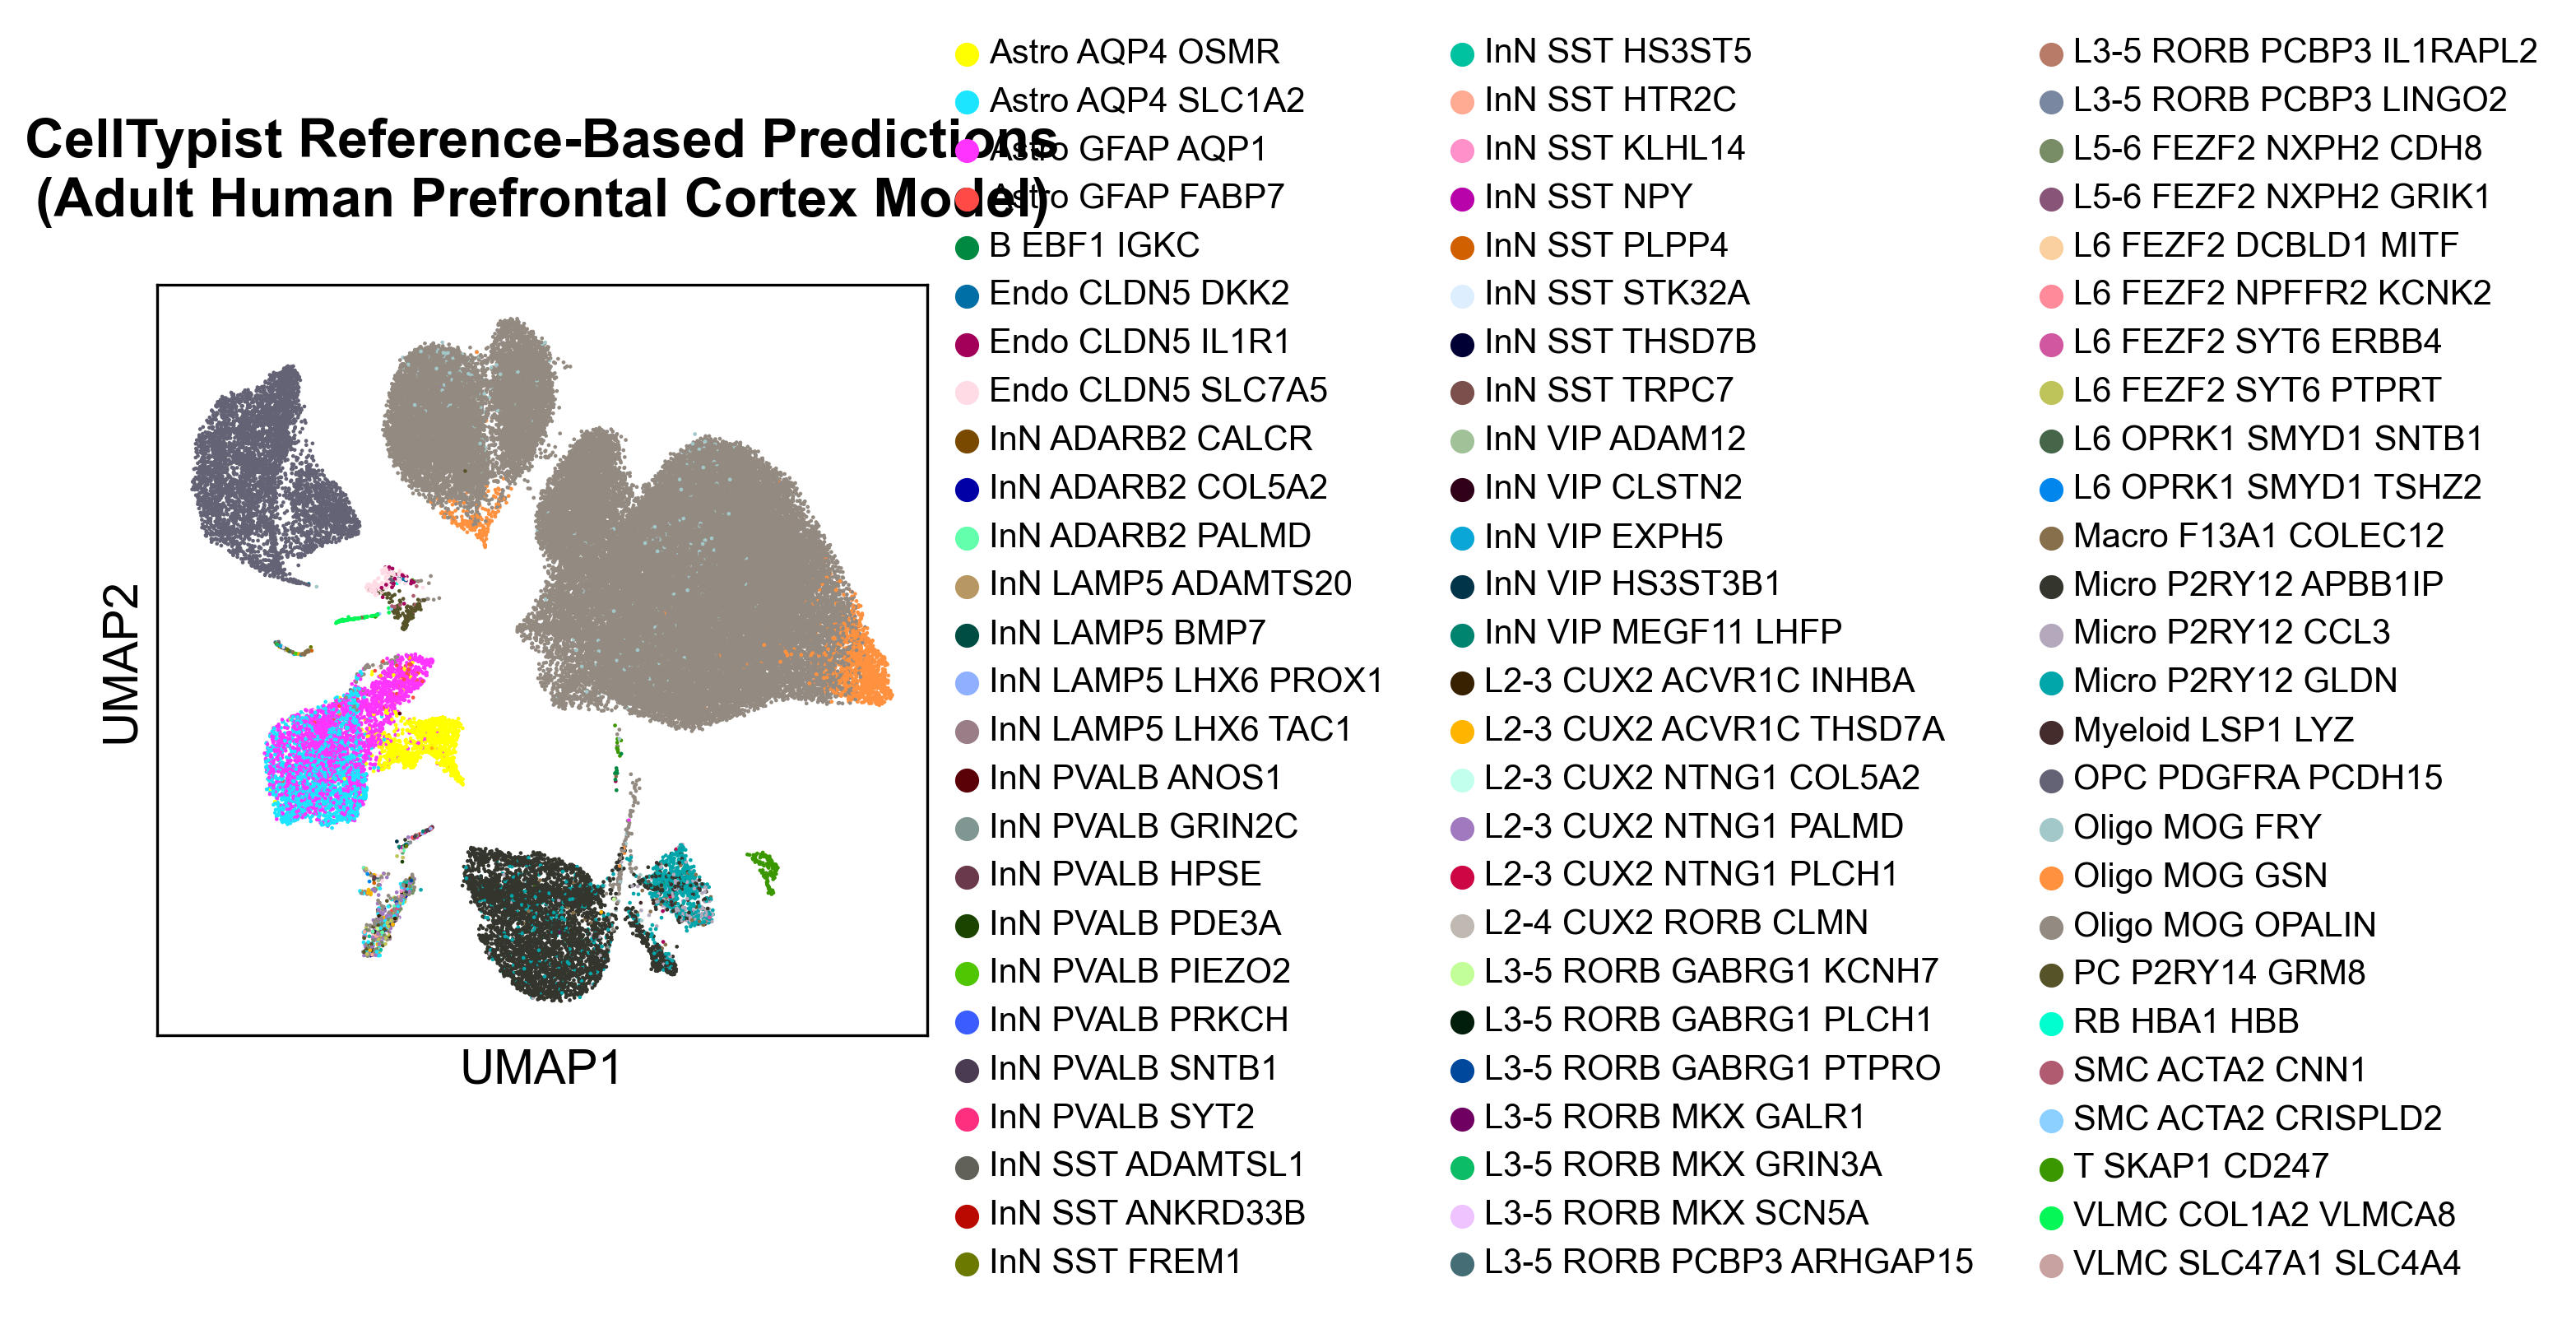 CellTypist Reference-Based Predictions
(Adult Human Prefrontal Cortex Model)
UMAP2
UMAP1
Astro AQP4 OSMR
Astro AQP4 SLC1A2
Astro GFAP AQP1
Astro GFAP FABP7
B EBF1 IGKC
Endo CLDN5 DKK2
Endo CLDN5 IL1R1
Endo CLDN5 SLC7A5
InN ADARB2 CALCR
InN ADARB2 COL5A2
InN ADARB2 PALMD
InN LAMP5 ADAMTS20
InN LAMP5 BMP7
InN LAMP5 LHX6 PROX1
InN LAMP5 LHX6 TAC1
InN PVALB ANOS1
InN PVALB GRIN2C
InN PVALB HPSE
InN PVALB PDE3A
InN PVALB PIEZO2
InN PVALB PRKCH
InN PVALB SNTB1
InN PVALB SYT2
InN SST ADAMTSL1
InN SST ANKRD33B
InN SST FREM1
InN SST HS3ST5
InN SST HTR2C
InN SST KLHL14
InN SST NPY
InN SST PLPP4
InN SST STK32A
InN SST THSD7B
InN SST TRPC7
InN VIP ADAM12
InN VIP CLSTN2
InN VIP EXPH5
InN VIP HS3ST3B1
InN VIP MEGF11 LHFP
L2-3 CUX2 ACVR1C INHBA
L2-3 CUX2 ACVR1C THSD7A
L2-3 CUX2 NTNG1 COL5A2
L2-3 CUX2 NTNG1 PALMD
L2-3 CUX2 NTNG1 PLCH1
L2-4 CUX2 RORB CLMN
L3-5 RORB GABRG1 KCNH7
L3-5 RORB GABRG1 PLCH1
L3-5 RORB GABRG1 PTPRO
L3-5 RORB MKX GALR1
L3-5 RORB MKX GRIN3A
L3-5 RORB MKX SCN5A
L3-5 RORB PCBP3 ARHGAP15
L3-5 RORB PCBP3 IL1RAPL2
L3-5 RORB PCBP3 LINGO2
L5-6 FEZF2 NXPH2 CDH8
L5-6 FEZF2 NXPH2 GRIK1
L6 FEZF2 DCBLD1 MITF
L6 FEZF2 NPFFR2 KCNK2
L6 FEZF2 SYT6 ERBB4
L6 FEZF2 SYT6 PTPRT
L6 OPRK1 SMYD1 SNTB1
L6 OPRK1 SMYD1 TSHZ2
Macro F13A1 COLEC12
Micro P2RY12 APBB1IP
Micro P2RY12 CCL3
Micro P2RY12 GLDN
Myeloid LSP1 LYZ
OPC PDGFRA PCDH15
Oligo MOG FRY
Oligo MOG GSN
Oligo MOG OPALIN
PC P2RY14 GRM8
RB HBA1 HBB
SMC ACTA2 CNN1
SMC ACTA2 CRISPLD2
T SKAP1 CD247
VLMC COL1A2 VLMCA8
VLMC SLC47A1 SLC4A4